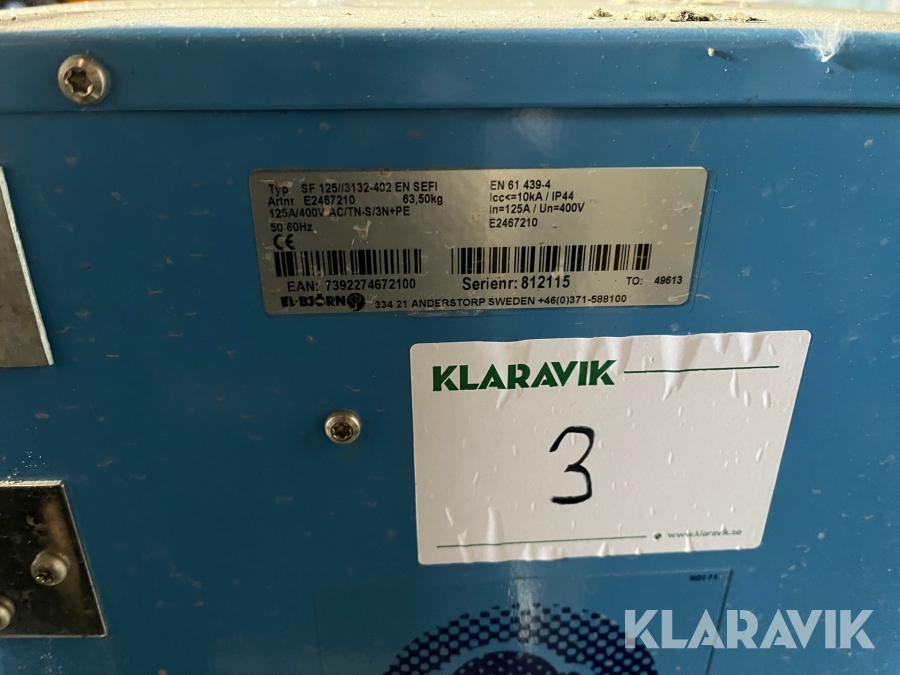 Typ SF 125//3132-402 EN SEFI
Artnr E2467210 63,50kg
125A/400V AC/TN-S/3N+PE
50-60Hz
CE
EAN: 7392274672100
EN 61 439-4
Icc<=10kA / IP44
In=125A / Un=400V
E2467210
Serienr: 812115 TO: 49613
EL-BJÖRN 334 21 ANDERSTORP SWEDEN +46(0)371-588100
KLARAVIK
3
www.klaravik.se
KLARAVIK